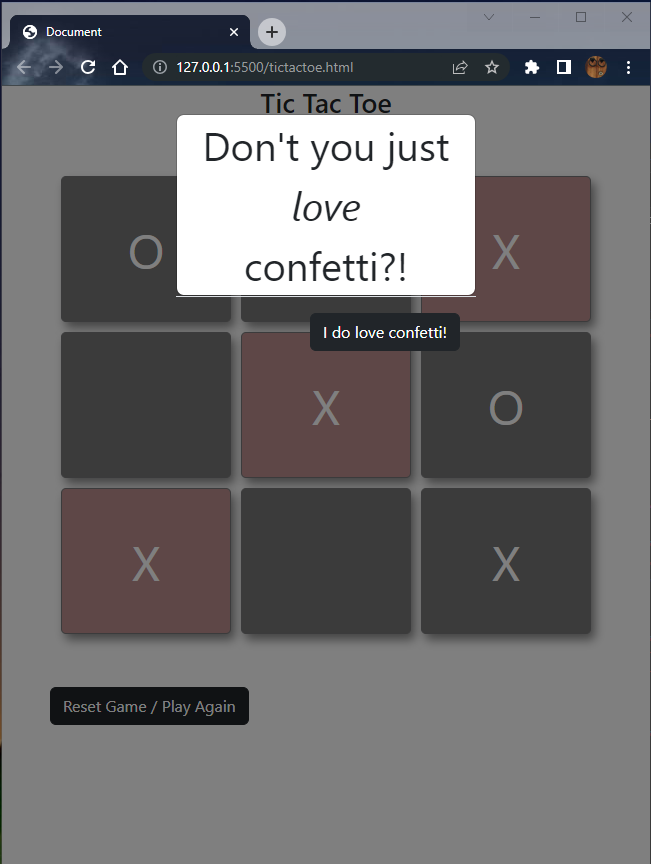 Document
127.0.0.1:5500/tictactoe.html
Tic Tac Toe
Don't you just
love
confetti?!
O
X
I do love confetti!
X
O
X
X
Reset Game / Play Again